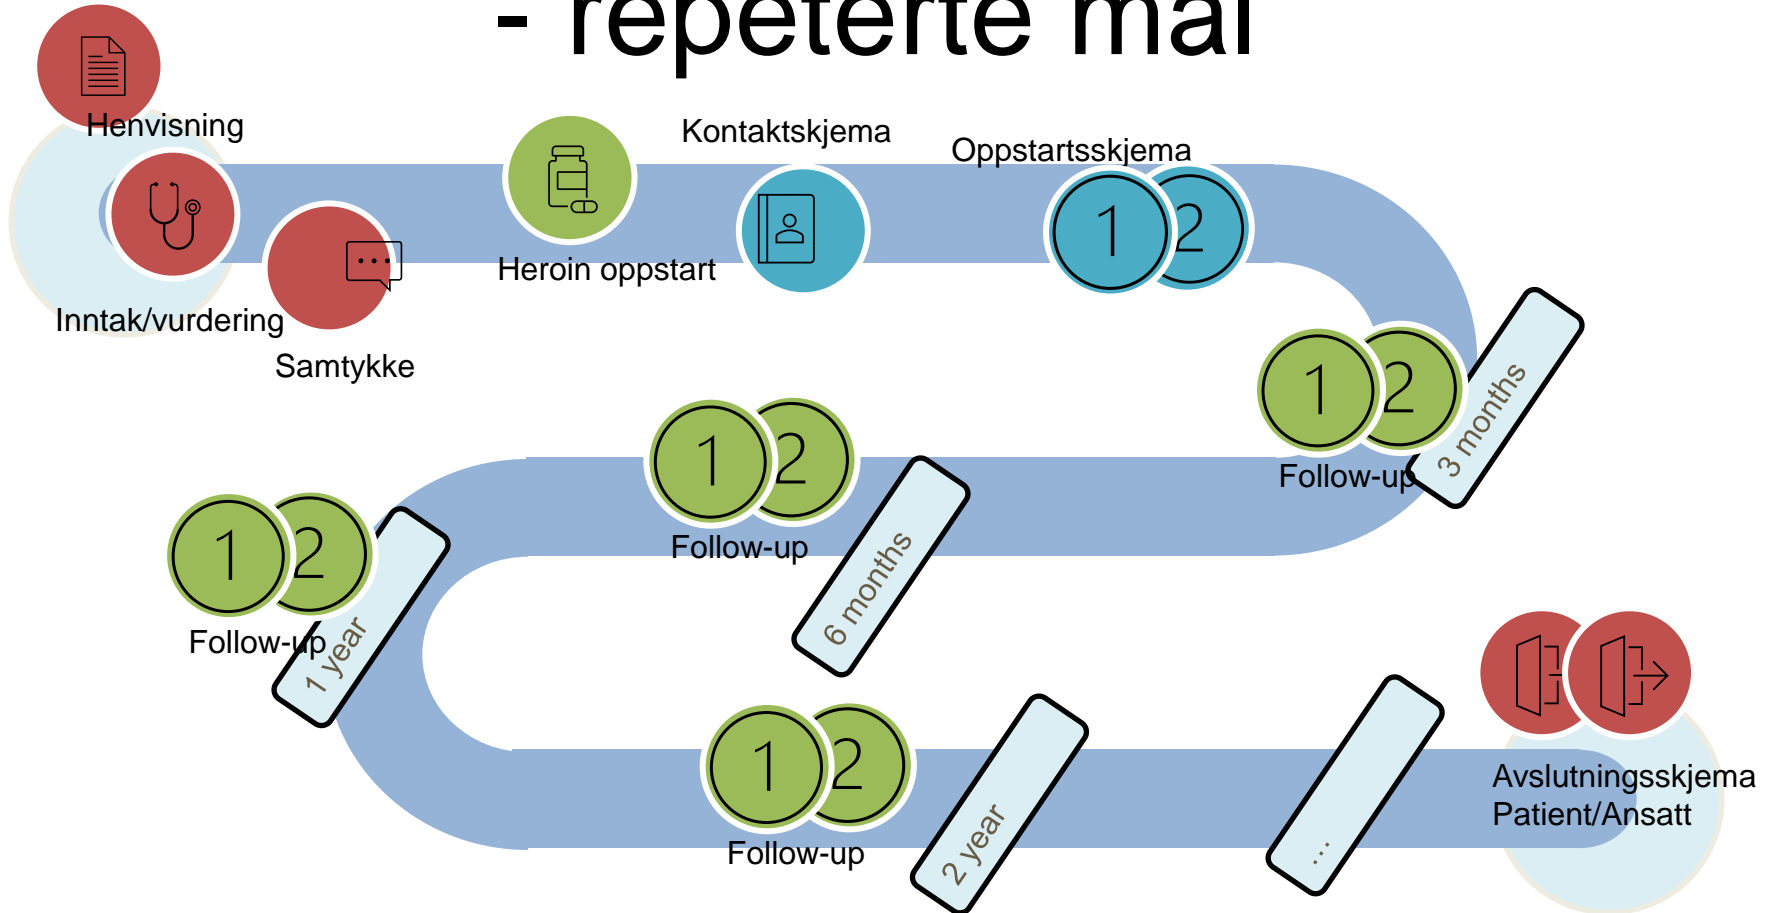 - repeterte mål
Henvisning
Inntak/vurdering
Samtykke
Heroin oppstart
Kontaktskjema
Oppstartsskjema
1 2
1 2
Follow-up
3 months
1 2
Follow-up
6 months
1 2
Follow-up
1 year
1 2
Follow-up
2 year
...
Avslutningsskjema
Patient/Ansatt